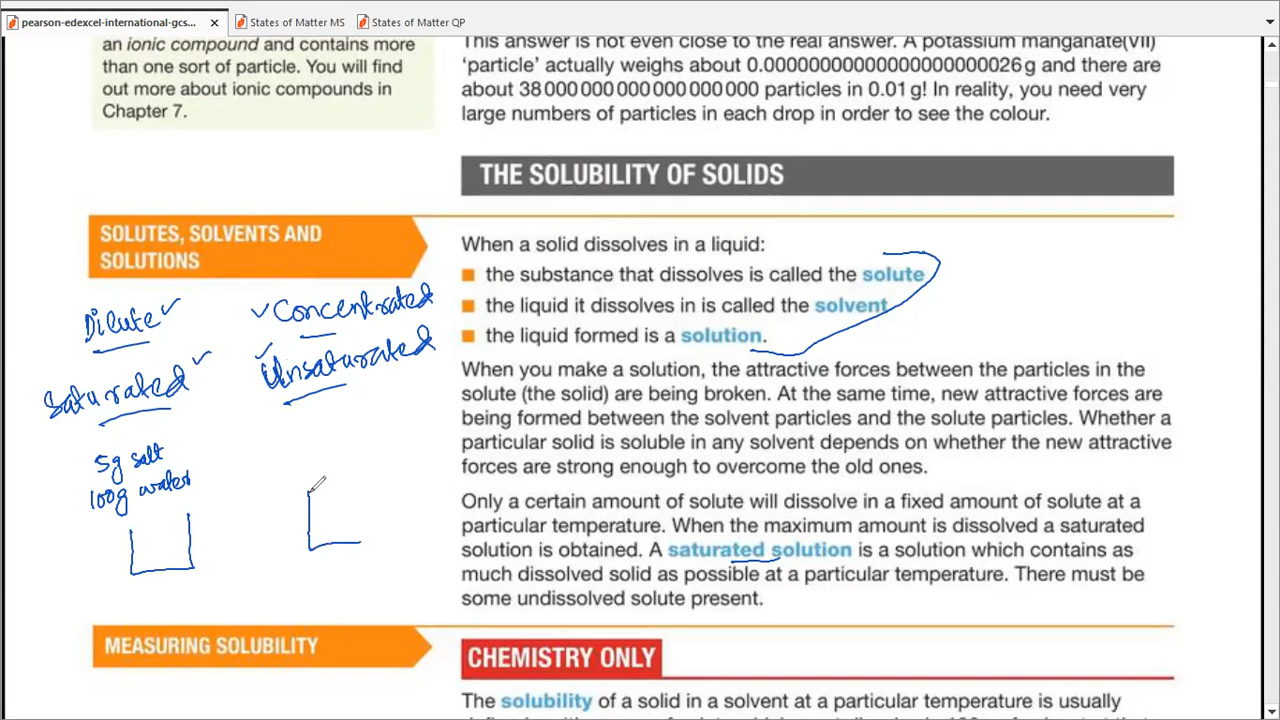 pearson-edexcel-international-gcs...
States of Matter MS
States of Matter QP
an ionic compound and contains more
than one sort of particle. You will find
out more about ionic compounds in
Chapter 7.
This answer is not even close to the real answer. A potassium manganate(VII)
‘particle’ actually weighs about 0.00000000000000000000026g and there are
about 38 000 000 000 000 000 000 particles in 0.01 g! In reality, you need very
large numbers of particles in each drop in order to see the colour.
THE SOLUBILITY OF SOLIDS
SOLUTES, SOLVENTS AND
SOLUTIONS
Dilute
Concentrated
Saturated
Unsaturated
5g salt
100g water
When a solid dissolves in a liquid:
the substance that dissolves is called the solute
the liquid it dissolves in is called the solvent
the liquid formed is a solution.
When you make a solution, the attractive forces between the particles in the
solute (the solid) are being broken. At the same time, new attractive forces are
being formed between the solvent particles and the solute particles. Whether a
particular solid is soluble in any solvent depends on whether the new attractive
forces are strong enough to overcome the old ones.
Only a certain amount of solute will dissolve in a fixed amount of solute at a
particular temperature. When the maximum amount is dissolved a saturated
solution is obtained. A saturated solution is a solution which contains as
much dissolved solid as possible at a particular temperature. There must be
some undissolved solute present.
MEASURING SOLUBILITY
CHEMISTRY ONLY
The solubility of a solid in a solvent at a particular temperature is usually